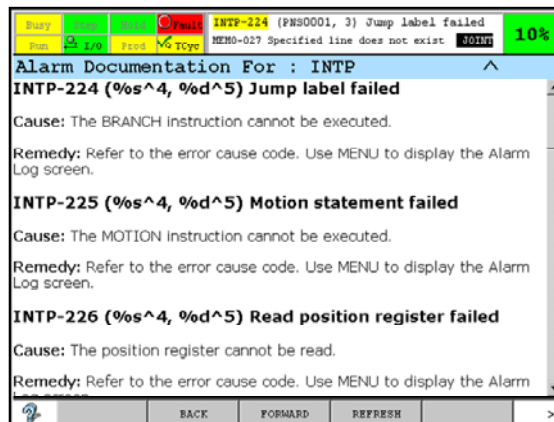 Busy Step Hold Fault INTP-224 (PNS0001, 3) Jump label failed
Run I/O Prod TCyc MEMO-027 Specified line does not exist JOINT 10%
Alarm Documentation For : INTP
INTP-224 (%s^4, %d^5) Jump label failed
Cause: The BRANCH instruction cannot be executed.
Remedy: Refer to the error cause code. Use MENU to display the Alarm
Log screen.
INTP-225 (%s^4, %d^5) Motion statement failed
Cause: The MOTION instruction cannot be executed.
Remedy: Refer to the error cause code. Use MENU to display the Alarm
Log screen.
INTP-226 (%s^4, %d^5) Read position register failed
Cause: The position register cannot be read.
Remedy: Refer to the error cause code. Use MENU to display the Alarm
Log screen.
BACK FORWARD REFRESH >